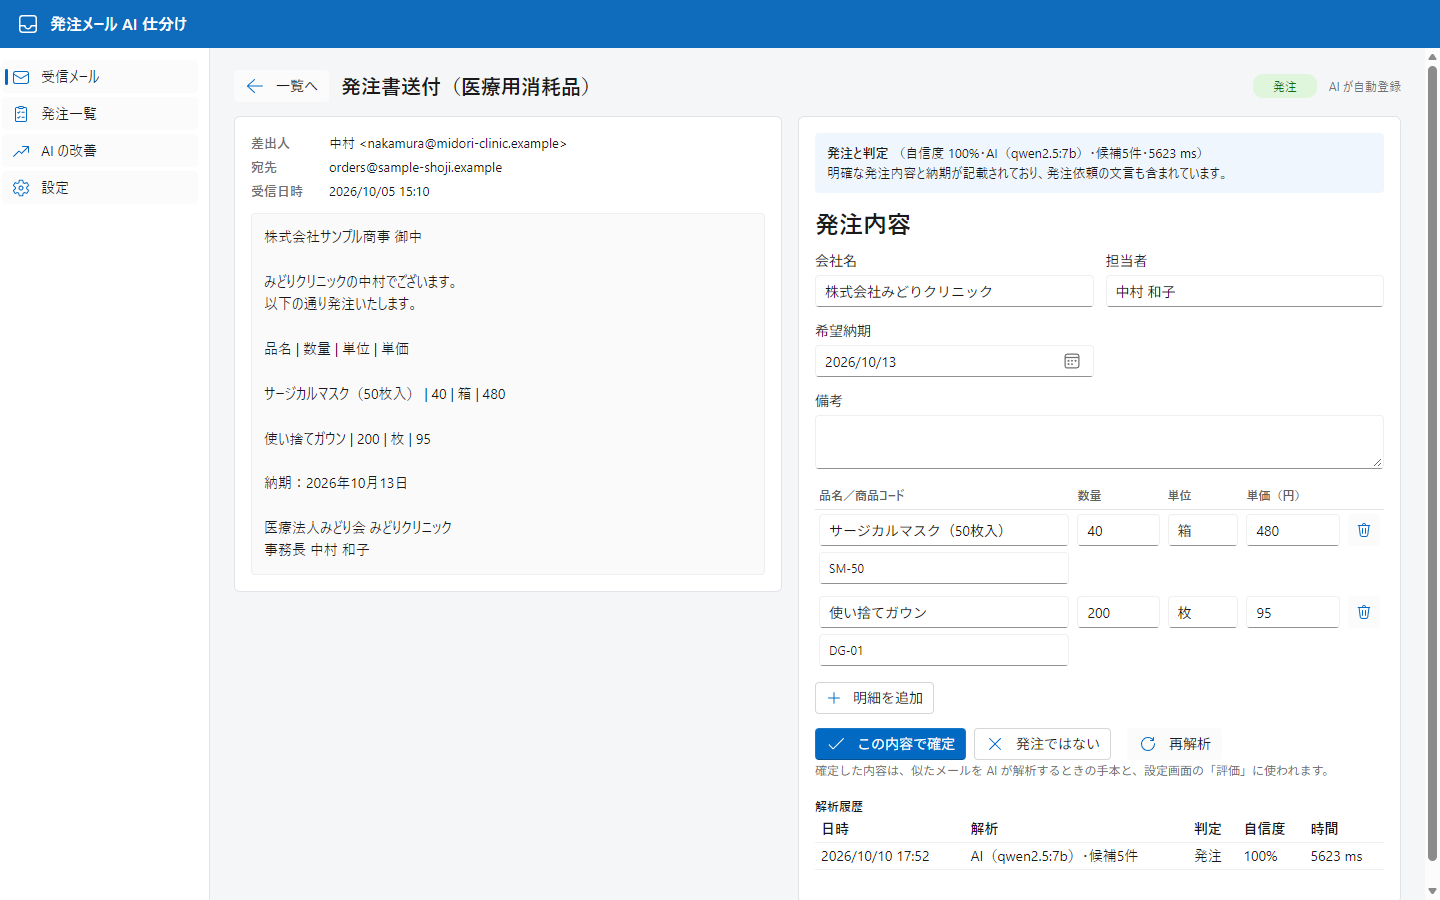 発注メール AI 仕分け
受信メール
発注一覧
AI の改善
設定
一覧へ
発注書送付（医療用消耗品）
発注
AI が自動登録
差出人 中村 <nakamura@midori-clinic.example>
宛先 orders@sample-shoji.example
受信日時 2026/10/05 15:10
株式会社サンプル商事 御中
みどりクリニックの中村でございます。
以下の通り発注いたします。
品名 | 数量 | 単位 | 単価
サージカルマスク（50枚入） | 40 | 箱 | 480
使い捨てガウン | 200 | 枚 | 95
納期：2026年10月13日
医療法人みどり会 みどりクリニック
事務長 中村 和子
発注と判定 （自信度 100%・AI（qwen2.5:7b）・候補5件・5623 ms）
明確な発注内容と納期が記載されており、発注依頼の文言も含まれています。
発注内容
会社名 担当者
株式会社みどりクリニック 中村 和子
希望納期
2026/10/13
備考
品名／商品コード 数量 単位 単価（円）
サージカルマスク（50枚入） 40 箱 480
SM-50
使い捨てガウン 200 枚 95
DG-01
明細を追加
この内容で確定 発注ではない 再解析
確定した内容は、似たメールを AI が解析するときの手本と、設定画面の「評価」に使われます。
解析履歴
日時 解析 判定 自信度 時間
2026/10/10 17:52 AI（qwen2.5:7b）・候補5件 発注 100% 5623 ms